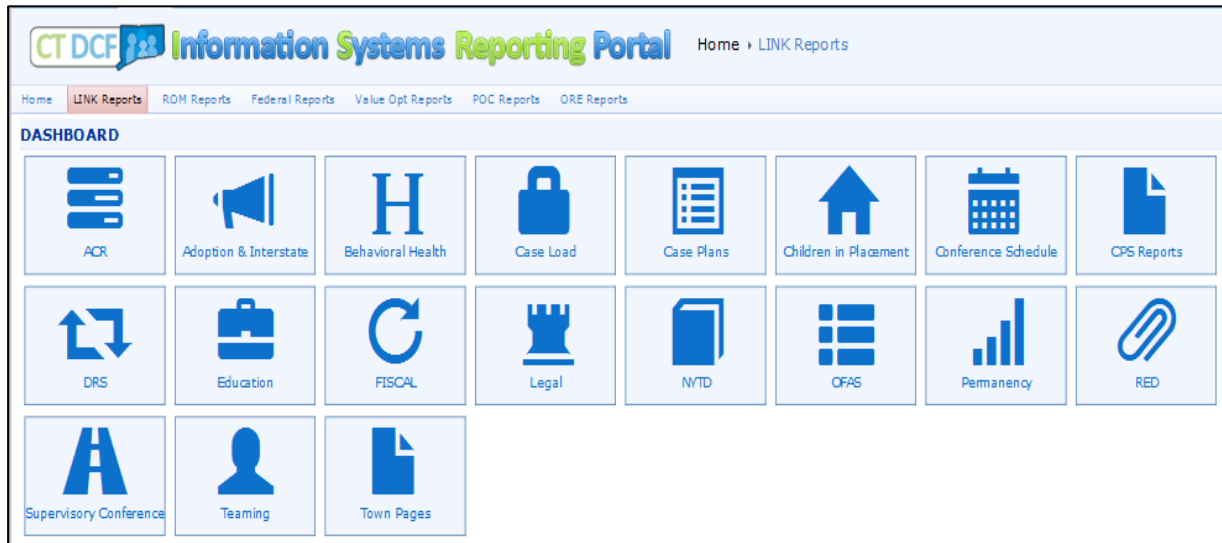 CT DCF Information Systems Reporting Portal Home › LINK Reports
Home LINK Reports ROM Reports Federal Reports Value Opt Reports POC Reports ORE Reports
DASHBOARD
ACR Adoption & Interstate Behavioral Health Case Load Case Plans Children in Placement Conference Schedule CPS Reports
DRS Education FISCAL Legal NYTD OFAS Permanency RED
Supervisory Conference Teaming Town Pages